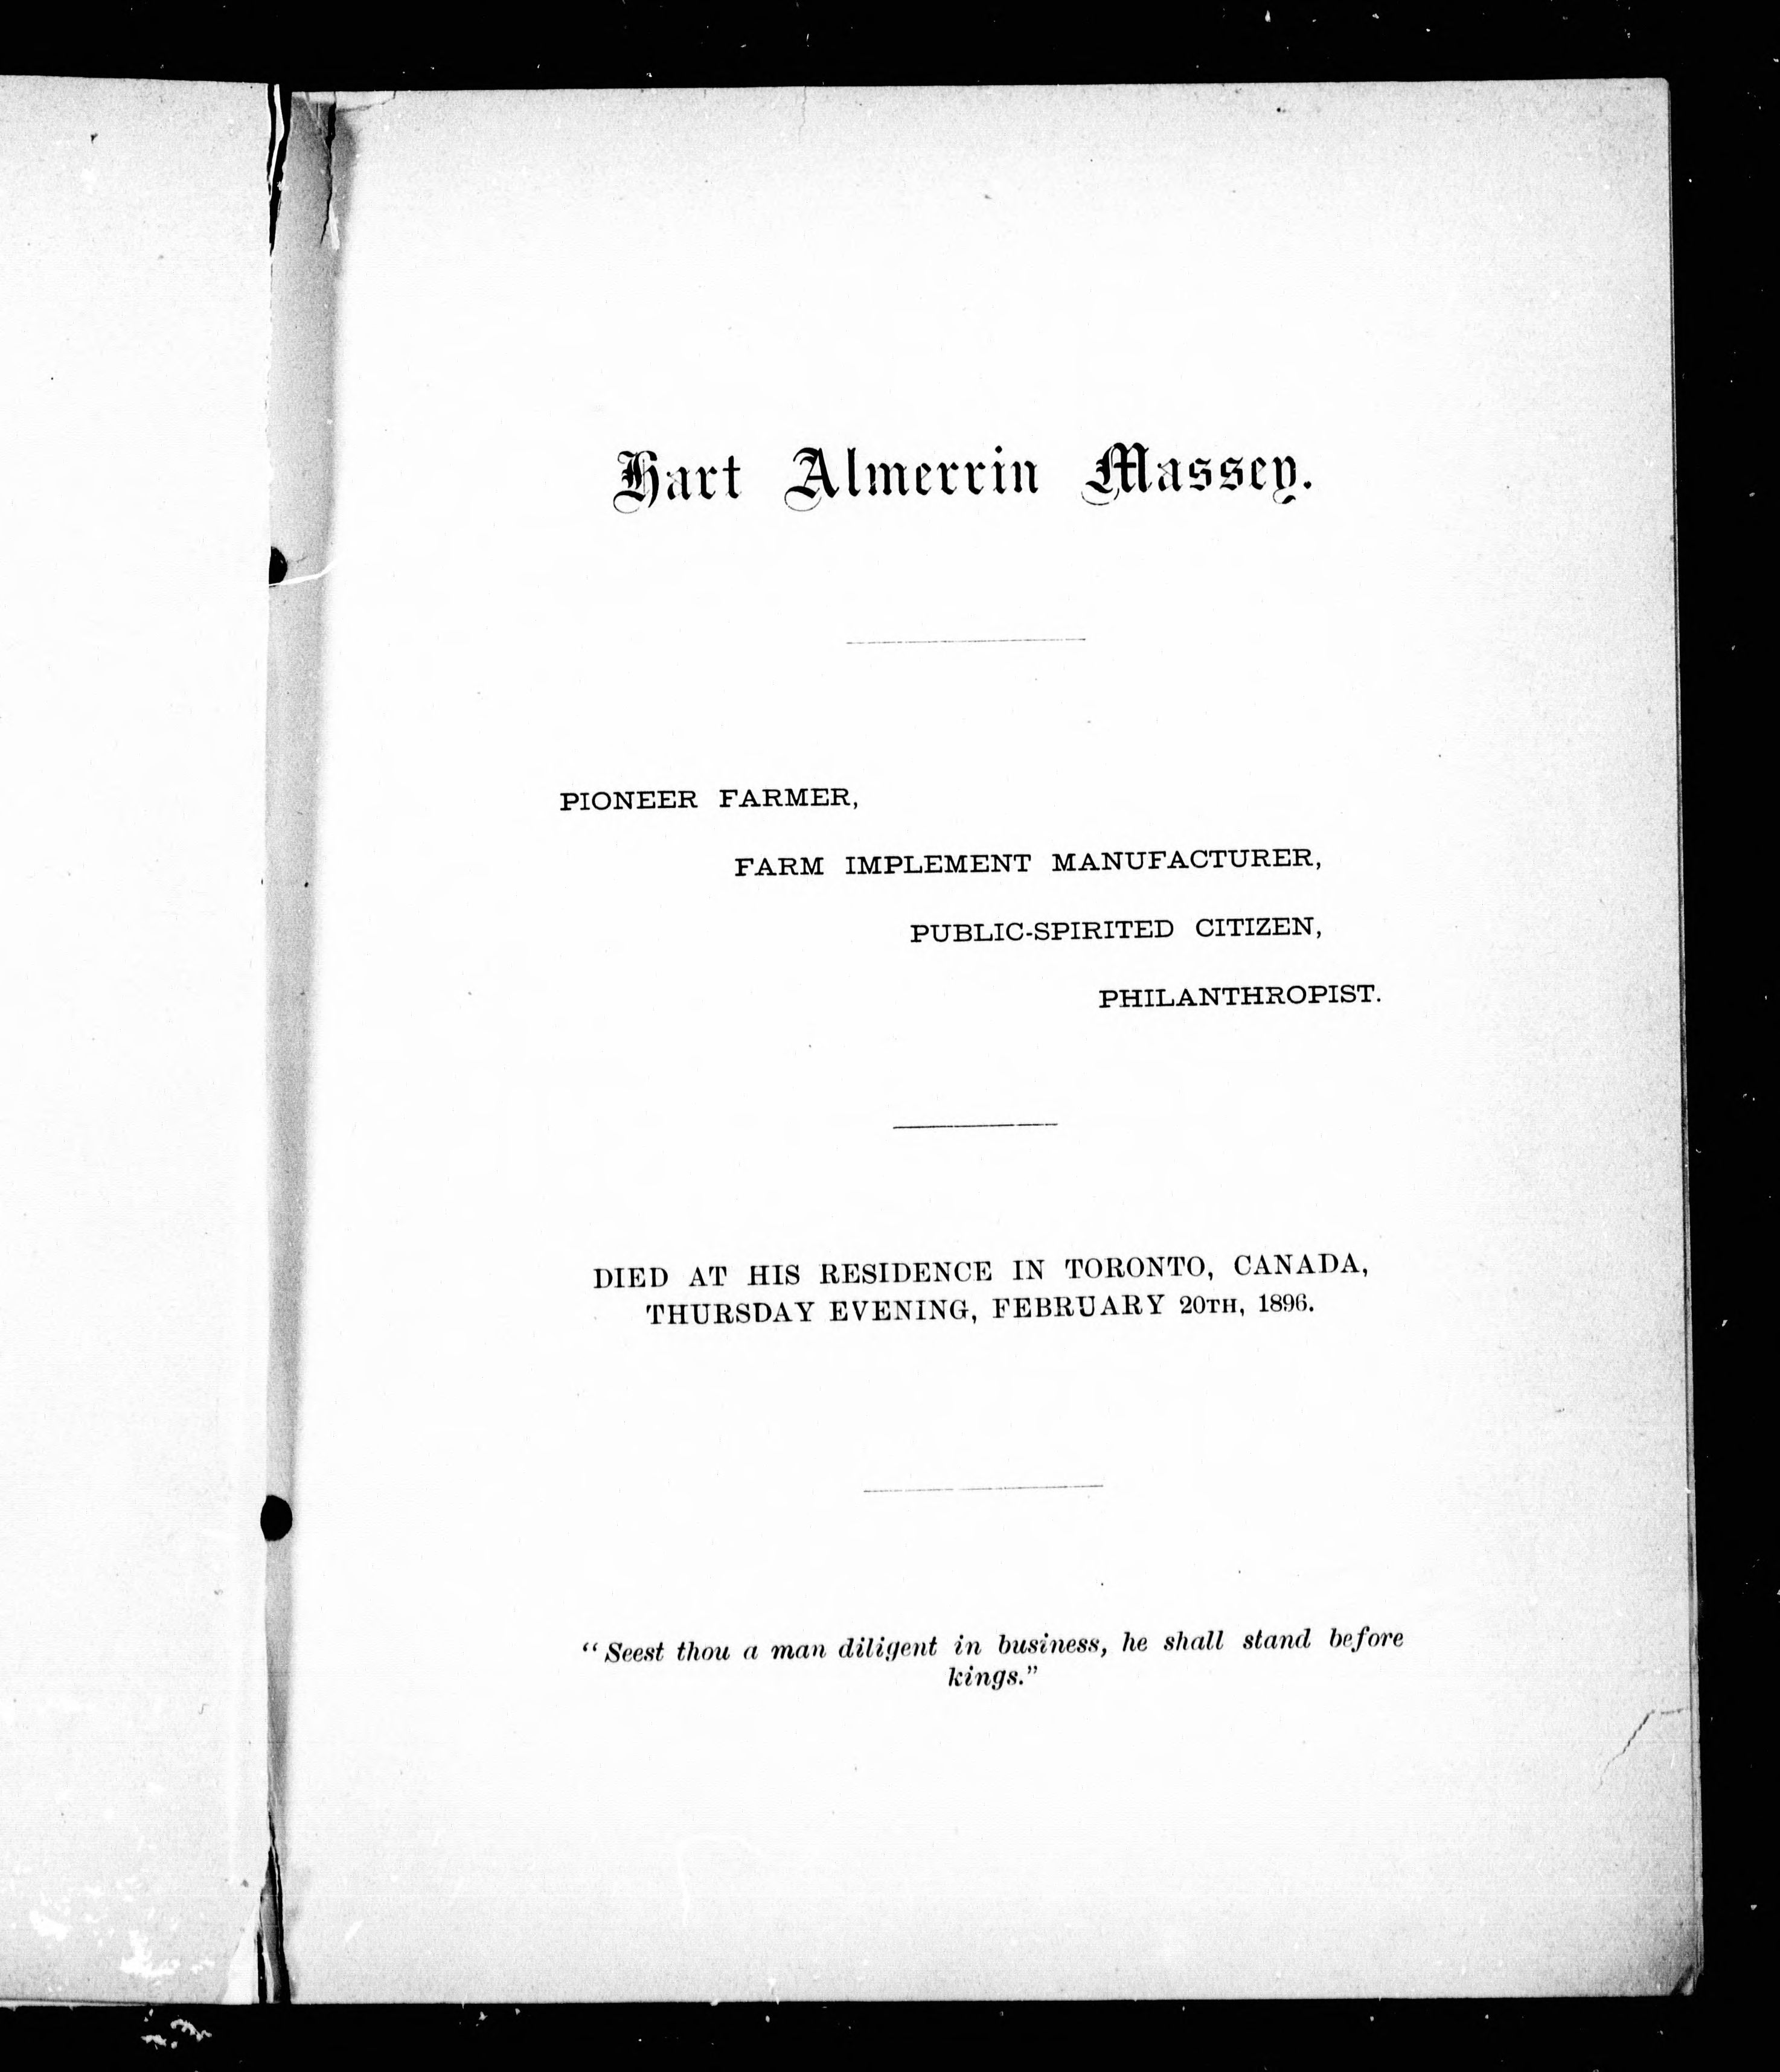 Hart Almerrin Massey.
PIONEER FARMER,
FARM IMPLEMENT MANUFACTURER,
PUBLIC-SPIRITED CITIZEN,
PHILANTHROPIST.
DIED AT HIS RESIDENCE IN TORONTO, CANADA,
THURSDAY EVENING, FEBRUARY 20TH, 1896.
“Seest thou a man diligent in business, he shall stand before
kings.”